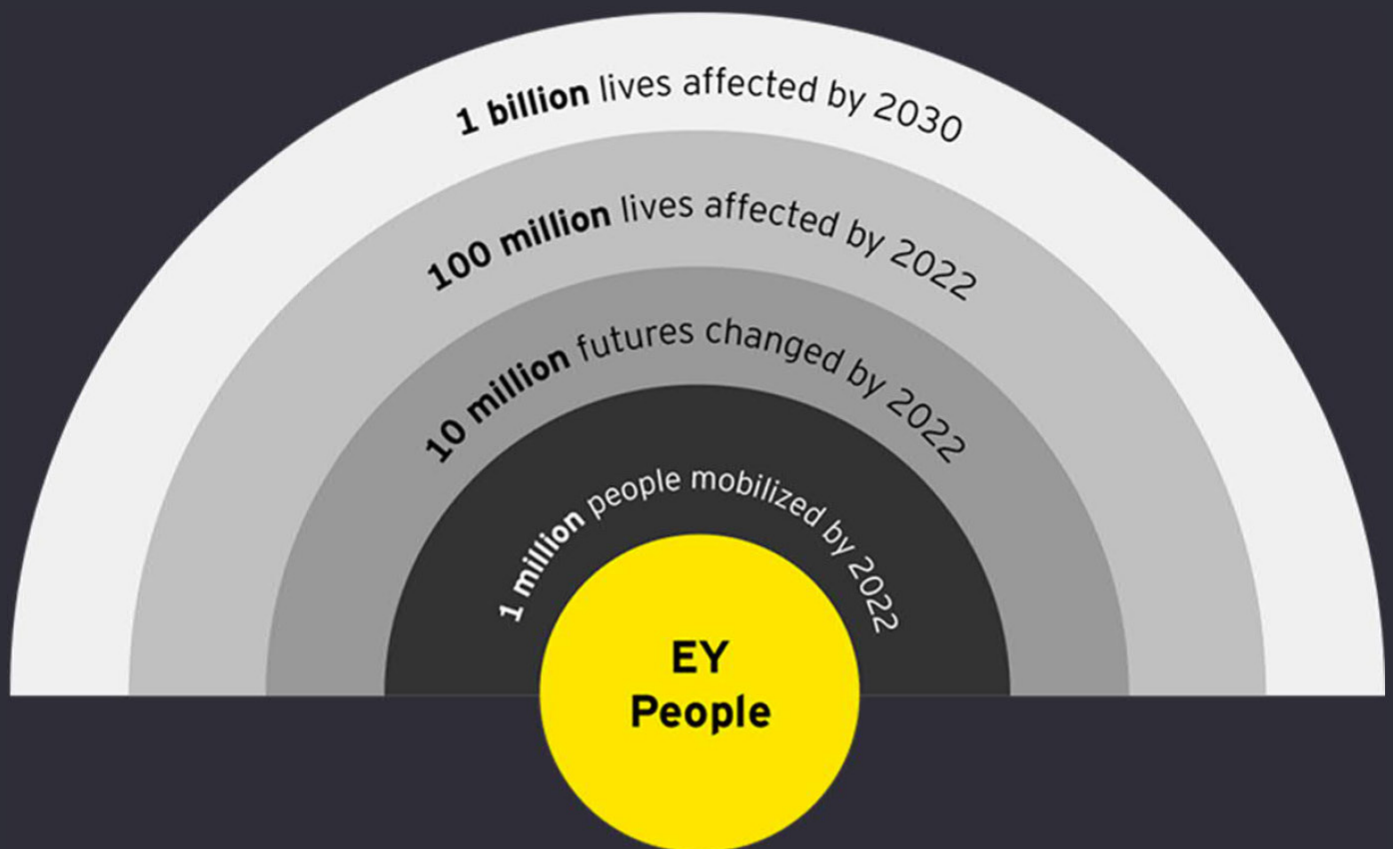 1 billion lives affected by 2030
100 million lives affected by 2022
10 million futures changed by 2022
1 million people mobilized by 2022
EY
People